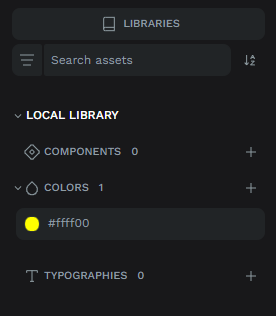 LIBRARIES
Search assets
LOCAL LIBRARY
COMPONENTS 0
COLORS 1
#ffff00
TYPOGRAPHIES 0